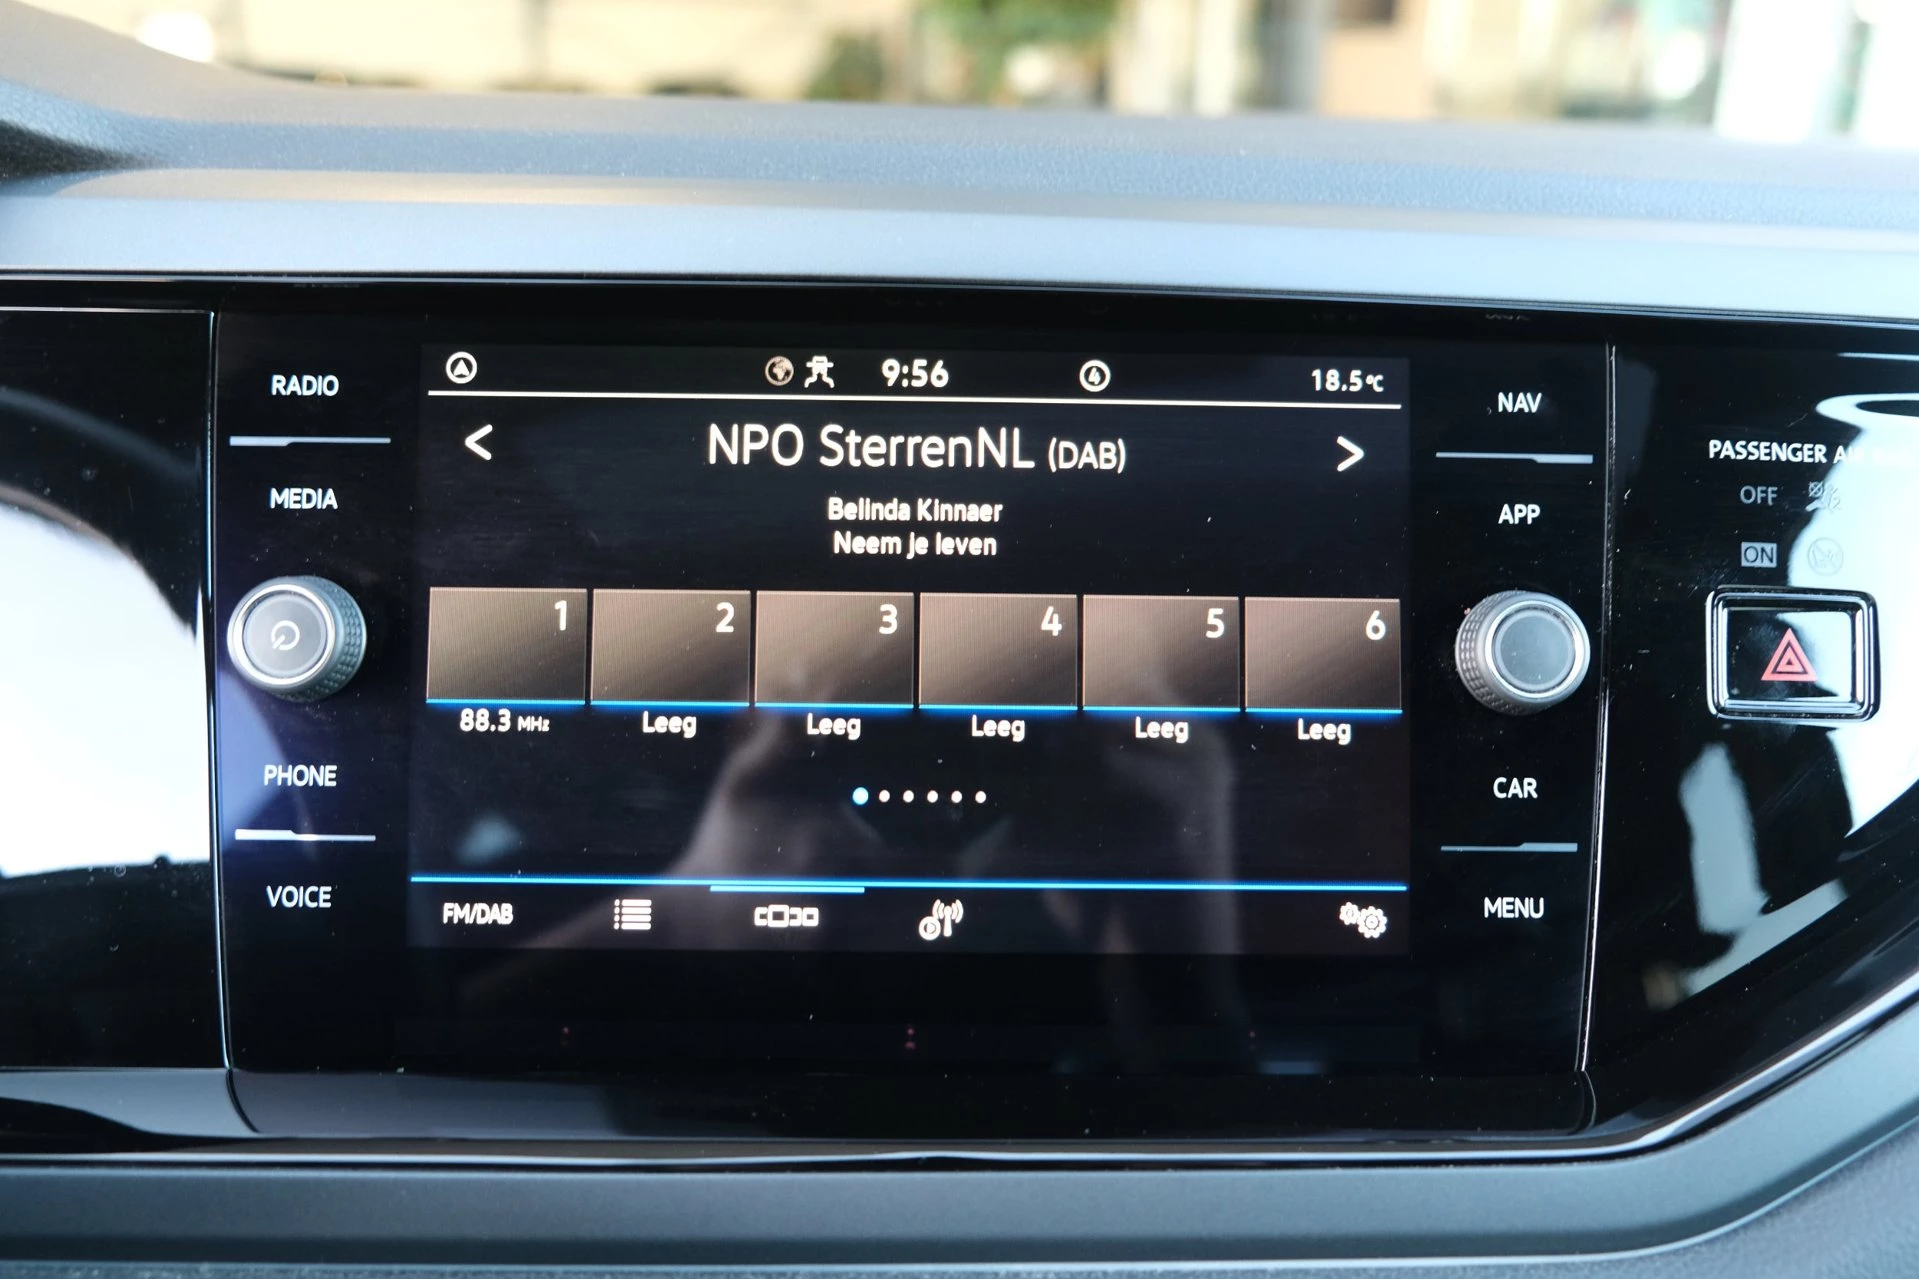 RADIO
MEDIA
PHONE
VOICE
9:56
4
18.5°C
< NPO SterrenNL (DAB) >
Belinda Kinnaer
Neem je leven
1 2 3 4 5 6
88.3 MHz Leeg Leeg Leeg Leeg Leeg
FM/DAB
NAV
APP
CAR
MENU
PASSENGER
OFF
ON